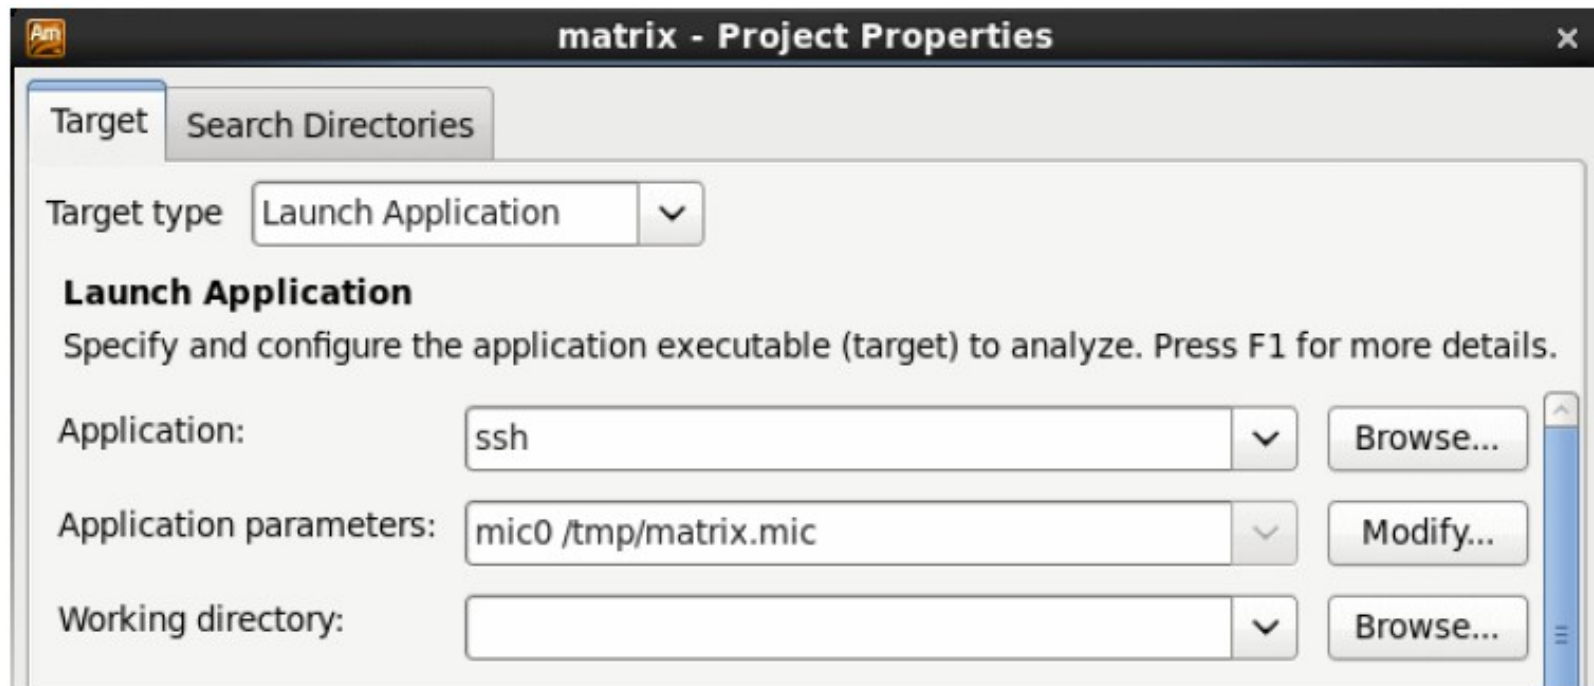 Am
matrix - Project Properties
Target
Search Directories
Target type
Launch Application
Launch Application
Specify and configure the application executable (target) to analyze. Press F1 for more details.
Application:
ssh
Browse...
Application parameters:
mic0 /tmp/matrix.mic
Modify...
Working directory:
Browse...